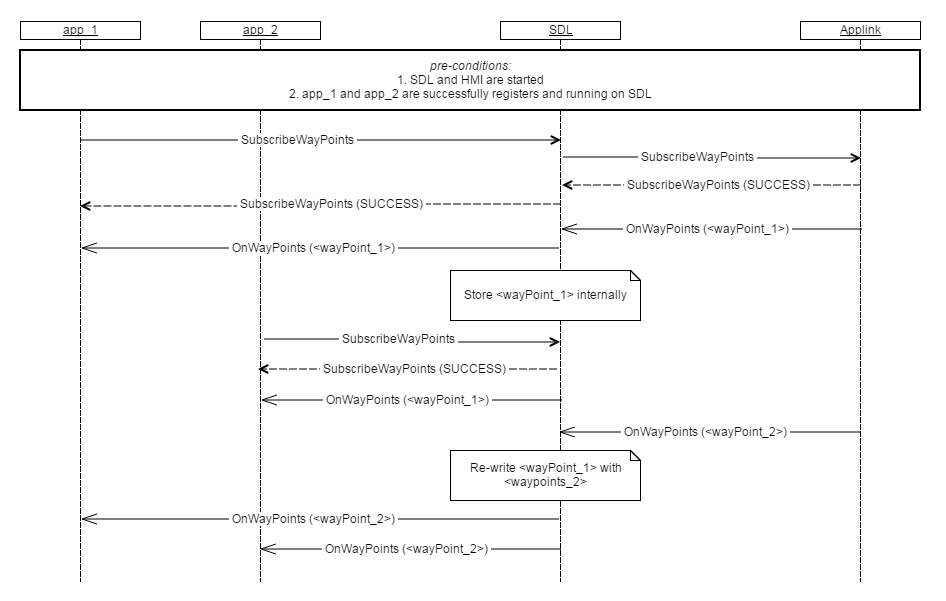 app_1
app_2
SDL
Applink
pre-conditions:
1. SDL and HMI are started
2. app_1 and app_2 are successfully registers and running on SDL
SubscribeWayPoints
SubscribeWayPoints
SubscribeWayPoints (SUCCESS)
SubscribeWayPoints (SUCCESS)
OnWayPoints (<wayPoint_1>)
OnWayPoints (<wayPoint_1>)
Store <wayPoint_1> internally
SubscribeWayPoints
SubscribeWayPoints (SUCCESS)
OnWayPoints (<wayPoint_1>)
OnWayPoints (<wayPoint_2>)
Re-write <wayPoint_1> with
<waypoints_2>
OnWayPoints (<wayPoint_2>)
OnWayPoints (<wayPoint_2>)